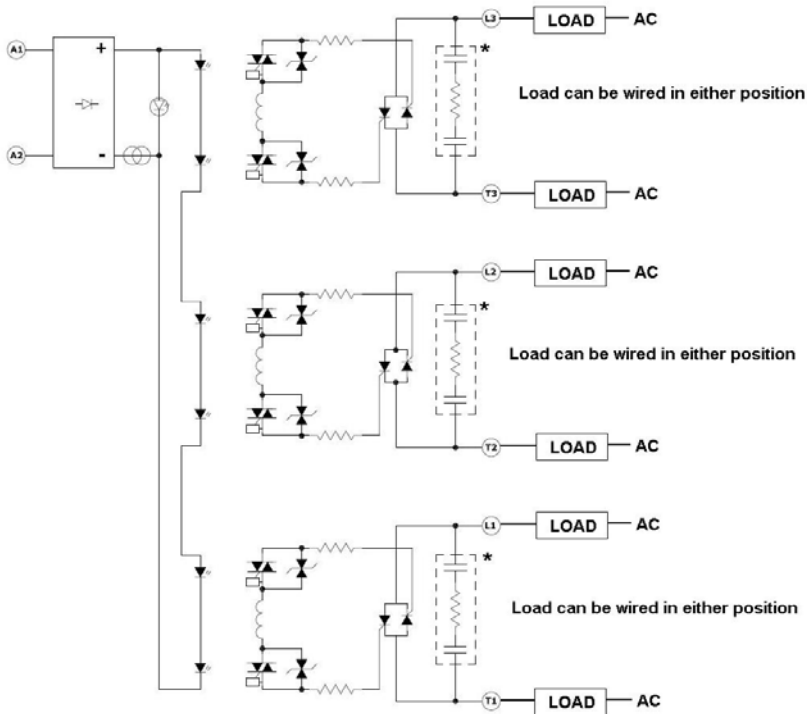 L3 LOAD AC
A1
+
*
Load can be wired in either position
A2
-
T3 LOAD AC
L2 LOAD AC
*
Load can be wired in either position
T2 LOAD AC
L1 LOAD AC
*
Load can be wired in either position
T1 LOAD AC